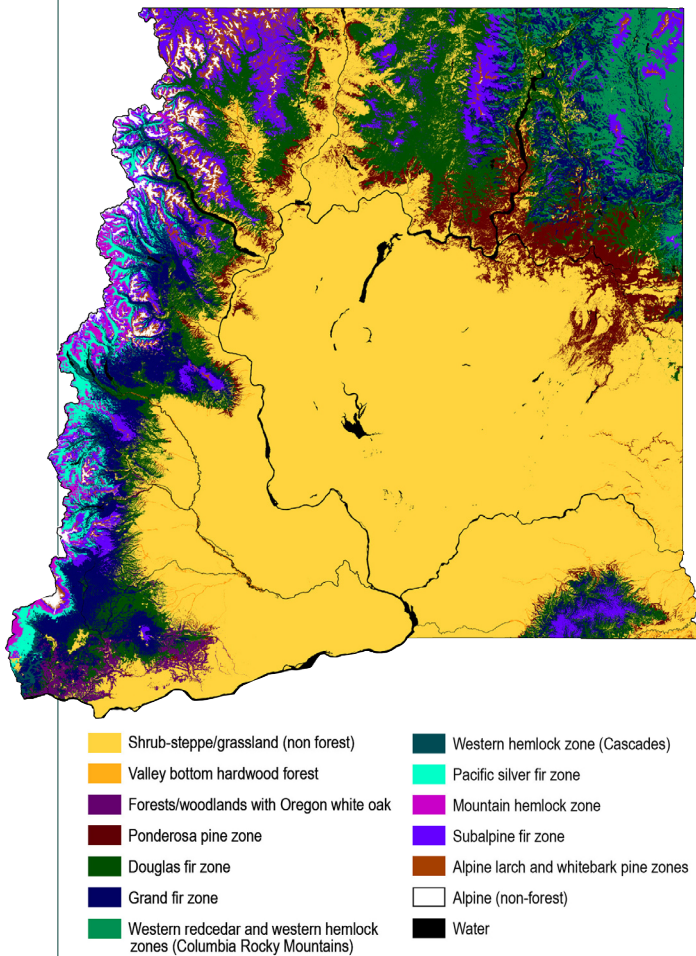 Shrub-steppe/grassland (non forest)
Valley bottom hardwood forest
Forests/woodlands with Oregon white oak
Ponderosa pine zone
Douglas fir zone
Grand fir zone
Western redcedar and western hemlock
zones (Columbia Rocky Mountains)
Western hemlock zone (Cascades)
Pacific silver fir zone
Mountain hemlock zone
Subalpine fir zone
Alpine larch and whitebark pine zones
Alpine (non-forest)
Water